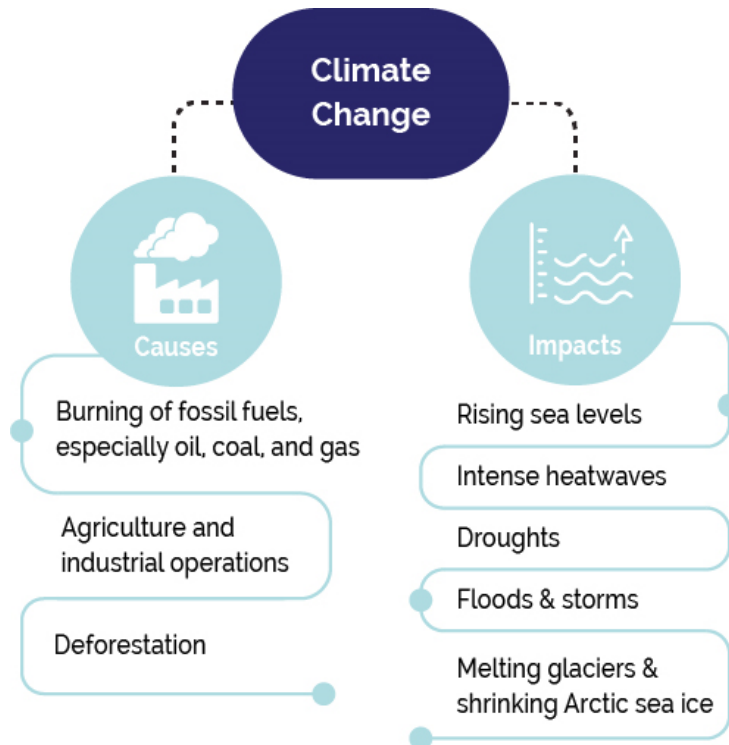 Climate
Change
Causes
Burning of fossil fuels,
especially oil, coal, and gas
Agriculture and
industrial operations
Deforestation
Impacts
Rising sea levels
Intense heatwaves
Droughts
Floods & storms
Melting glaciers &
shrinking Arctic sea ice